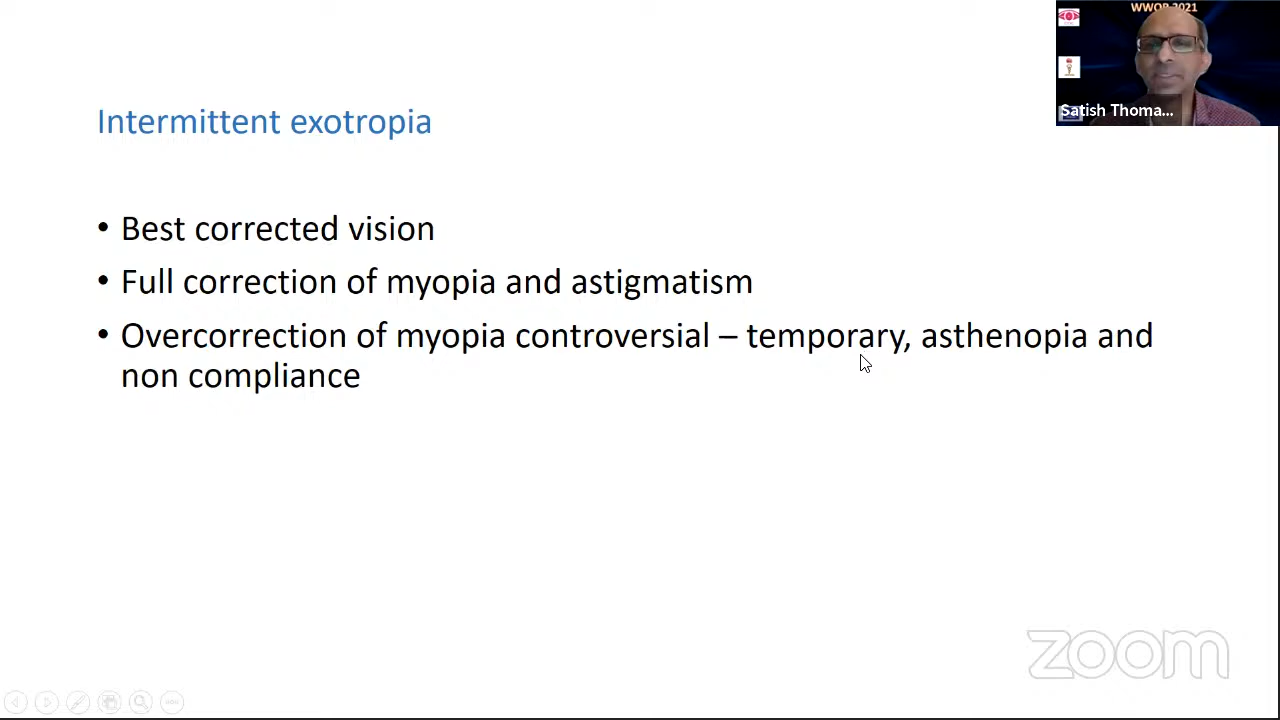 WWOP 2021
Satish Thoma...
Intermittent exotropia
• Best corrected vision
• Full correction of myopia and astigmatism
• Overcorrection of myopia controversial – temporary, asthenopia and
non compliance
zoom